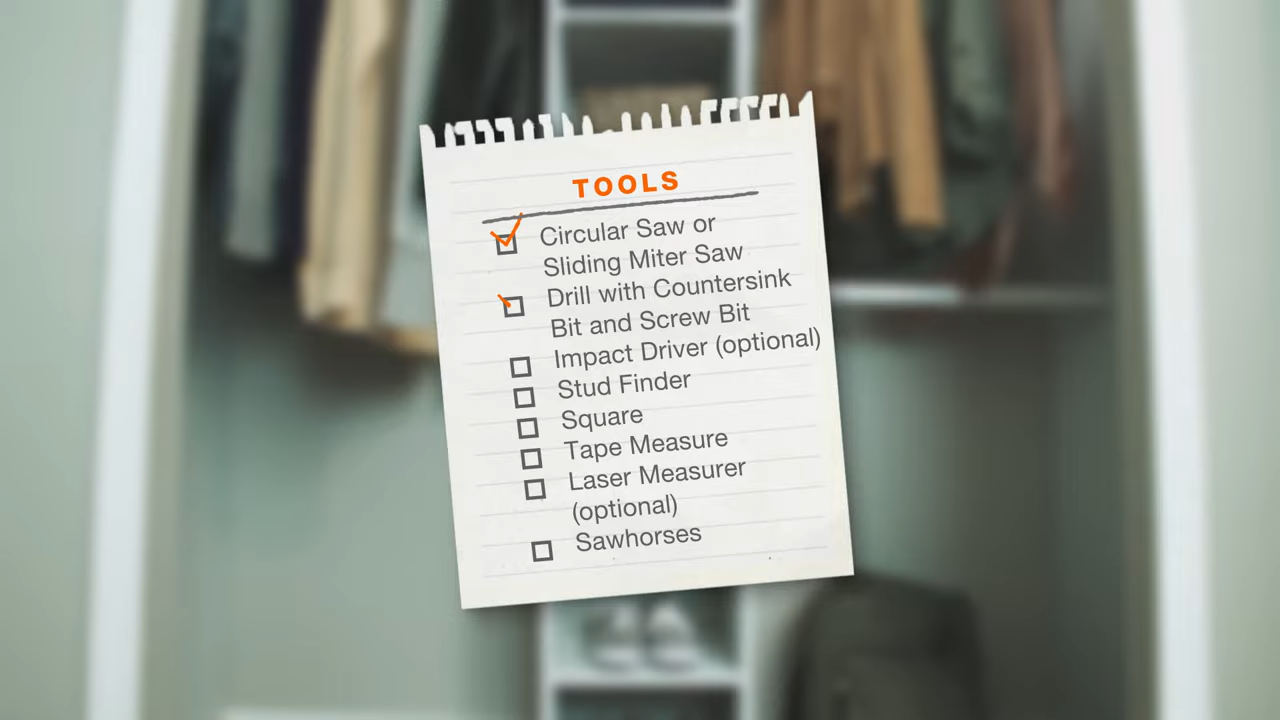 TOOLS
Circular Saw or
Sliding Miter Saw
Drill with Countersink
Bit and Screw Bit
Impact Driver (optional)
Stud Finder
Square
Tape Measure
Laser Measurer
(optional)
Sawhorses